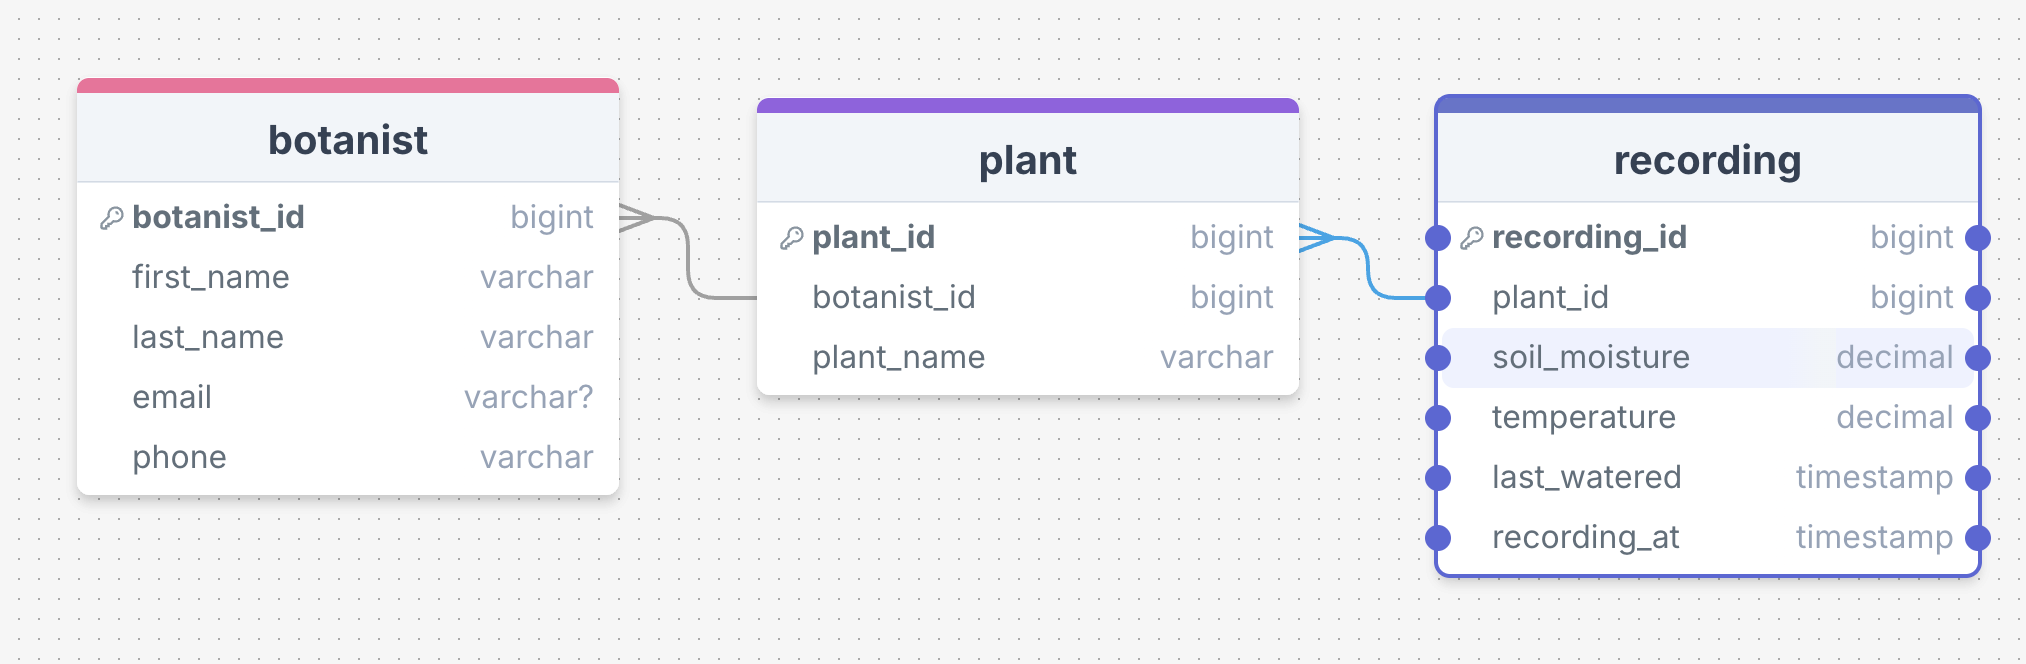 botanist
botanist_id bigint
first_name varchar
last_name varchar
email varchar?
phone varchar
plant
plant_id bigint
botanist_id bigint
plant_name varchar
recording
recording_id bigint
plant_id bigint
soil_moisture decimal
temperature decimal
last_watered timestamp
recording_at timestamp